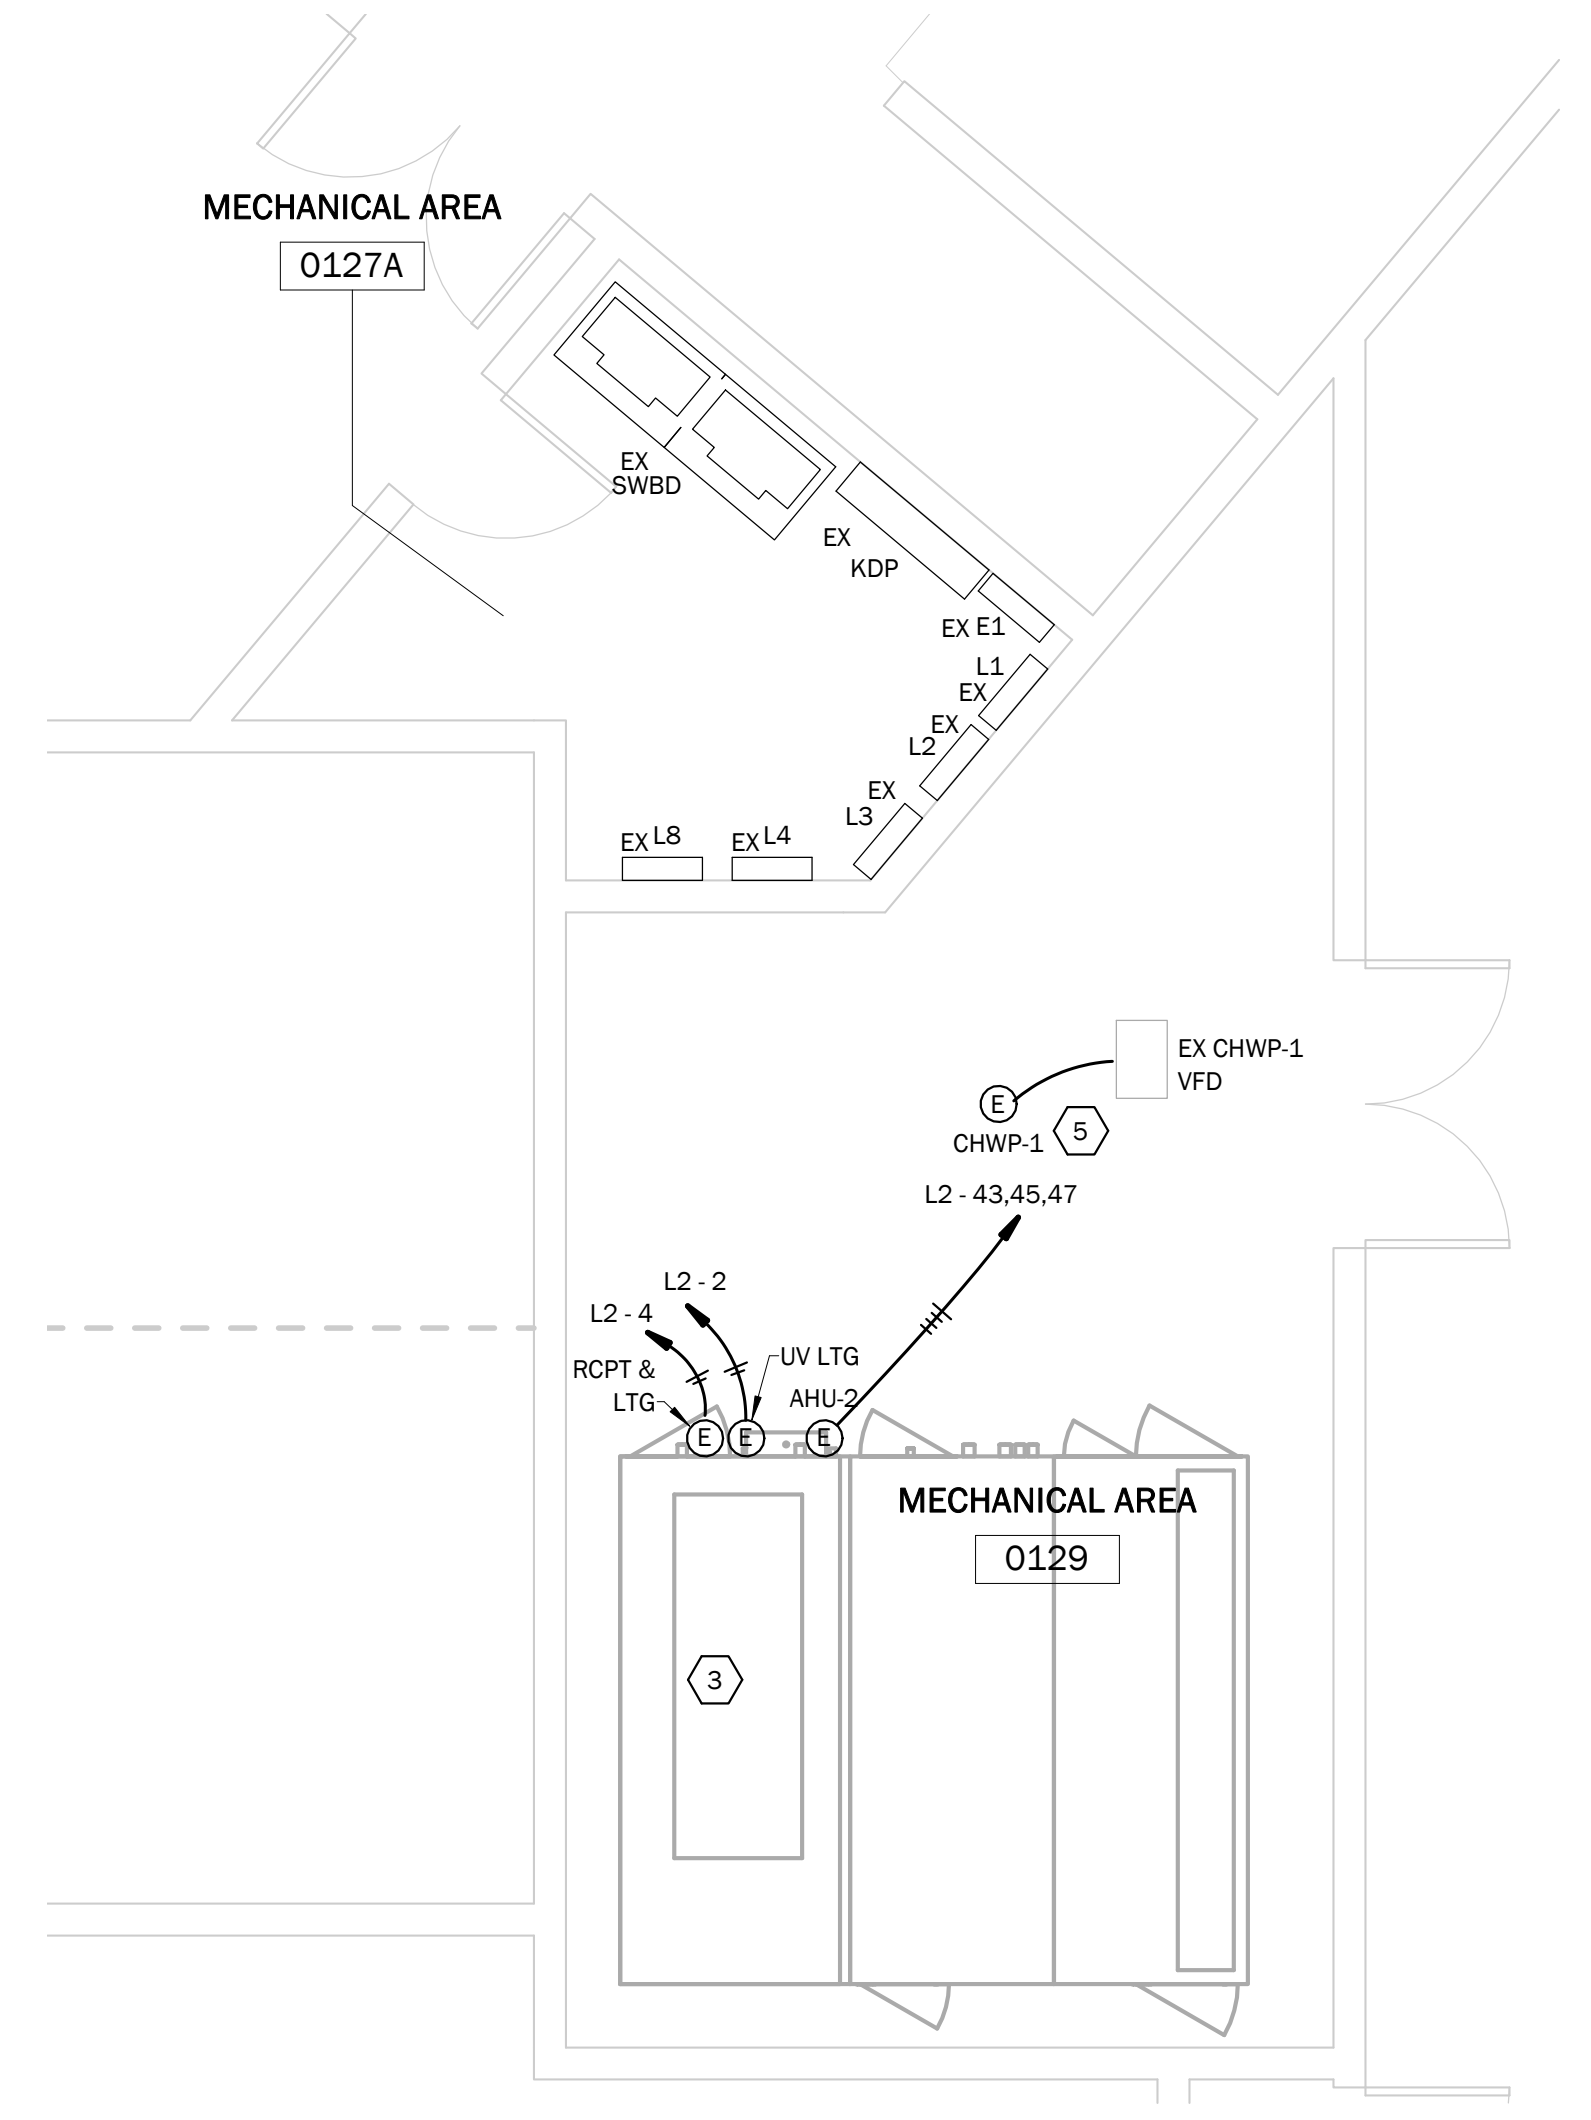 MECHANICAL AREA
0127A
EX
SWBD
EX
KDP
EX E1
L1
EX
EX
L2
EX
L3
EX L8
EX L4
EX CHWP-1
VFD
E
CHWP-1
5
L2 - 43,45,47
L2 - 2
L2 - 4
UV LTG
RCPT &
LTG
AHU-2
E
E
E
MECHANICAL AREA
0129
3